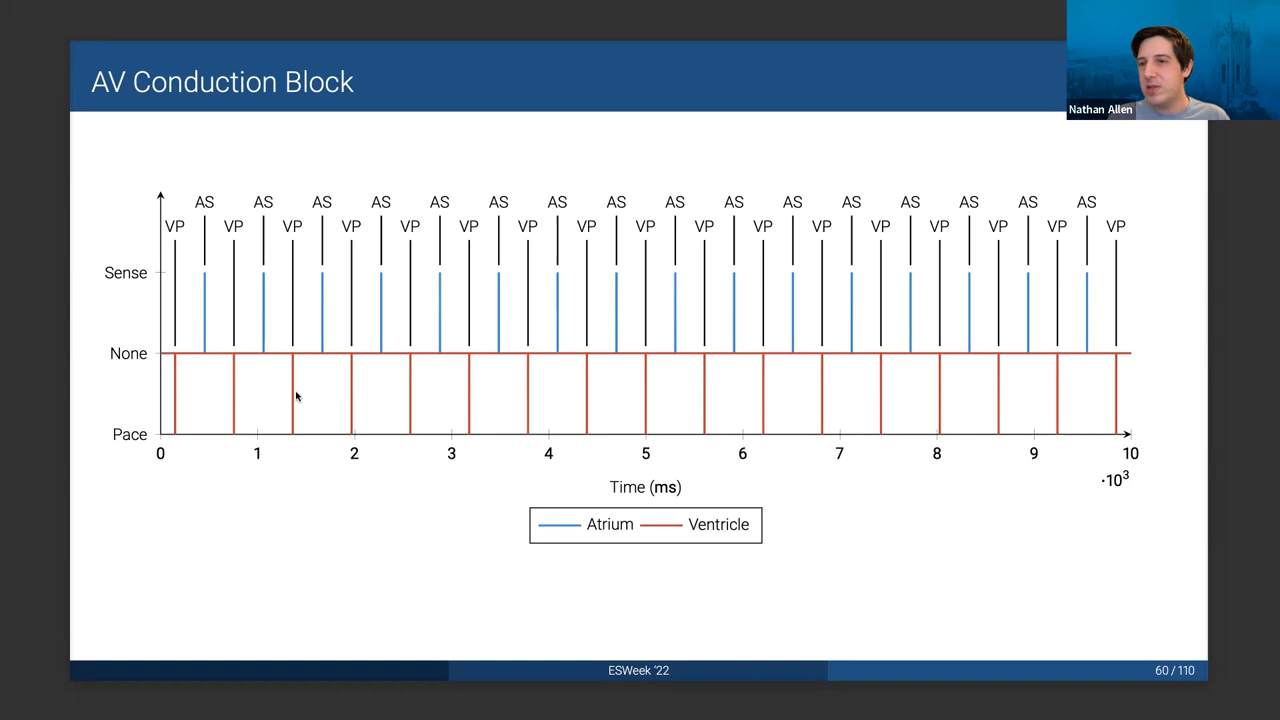 AV Conduction Block
Nathan Allen
AS AS AS AS AS AS AS AS AS AS AS AS AS AS AS AS
VP VP VP VP VP VP VP VP VP VP VP VP VP VP VP VP VP
Sense
None
Pace
0 1 2 3 4 5 6 7 8 9 10
·10³
Time (ms)
Atrium Ventricle
ESWeek '22
60 / 110